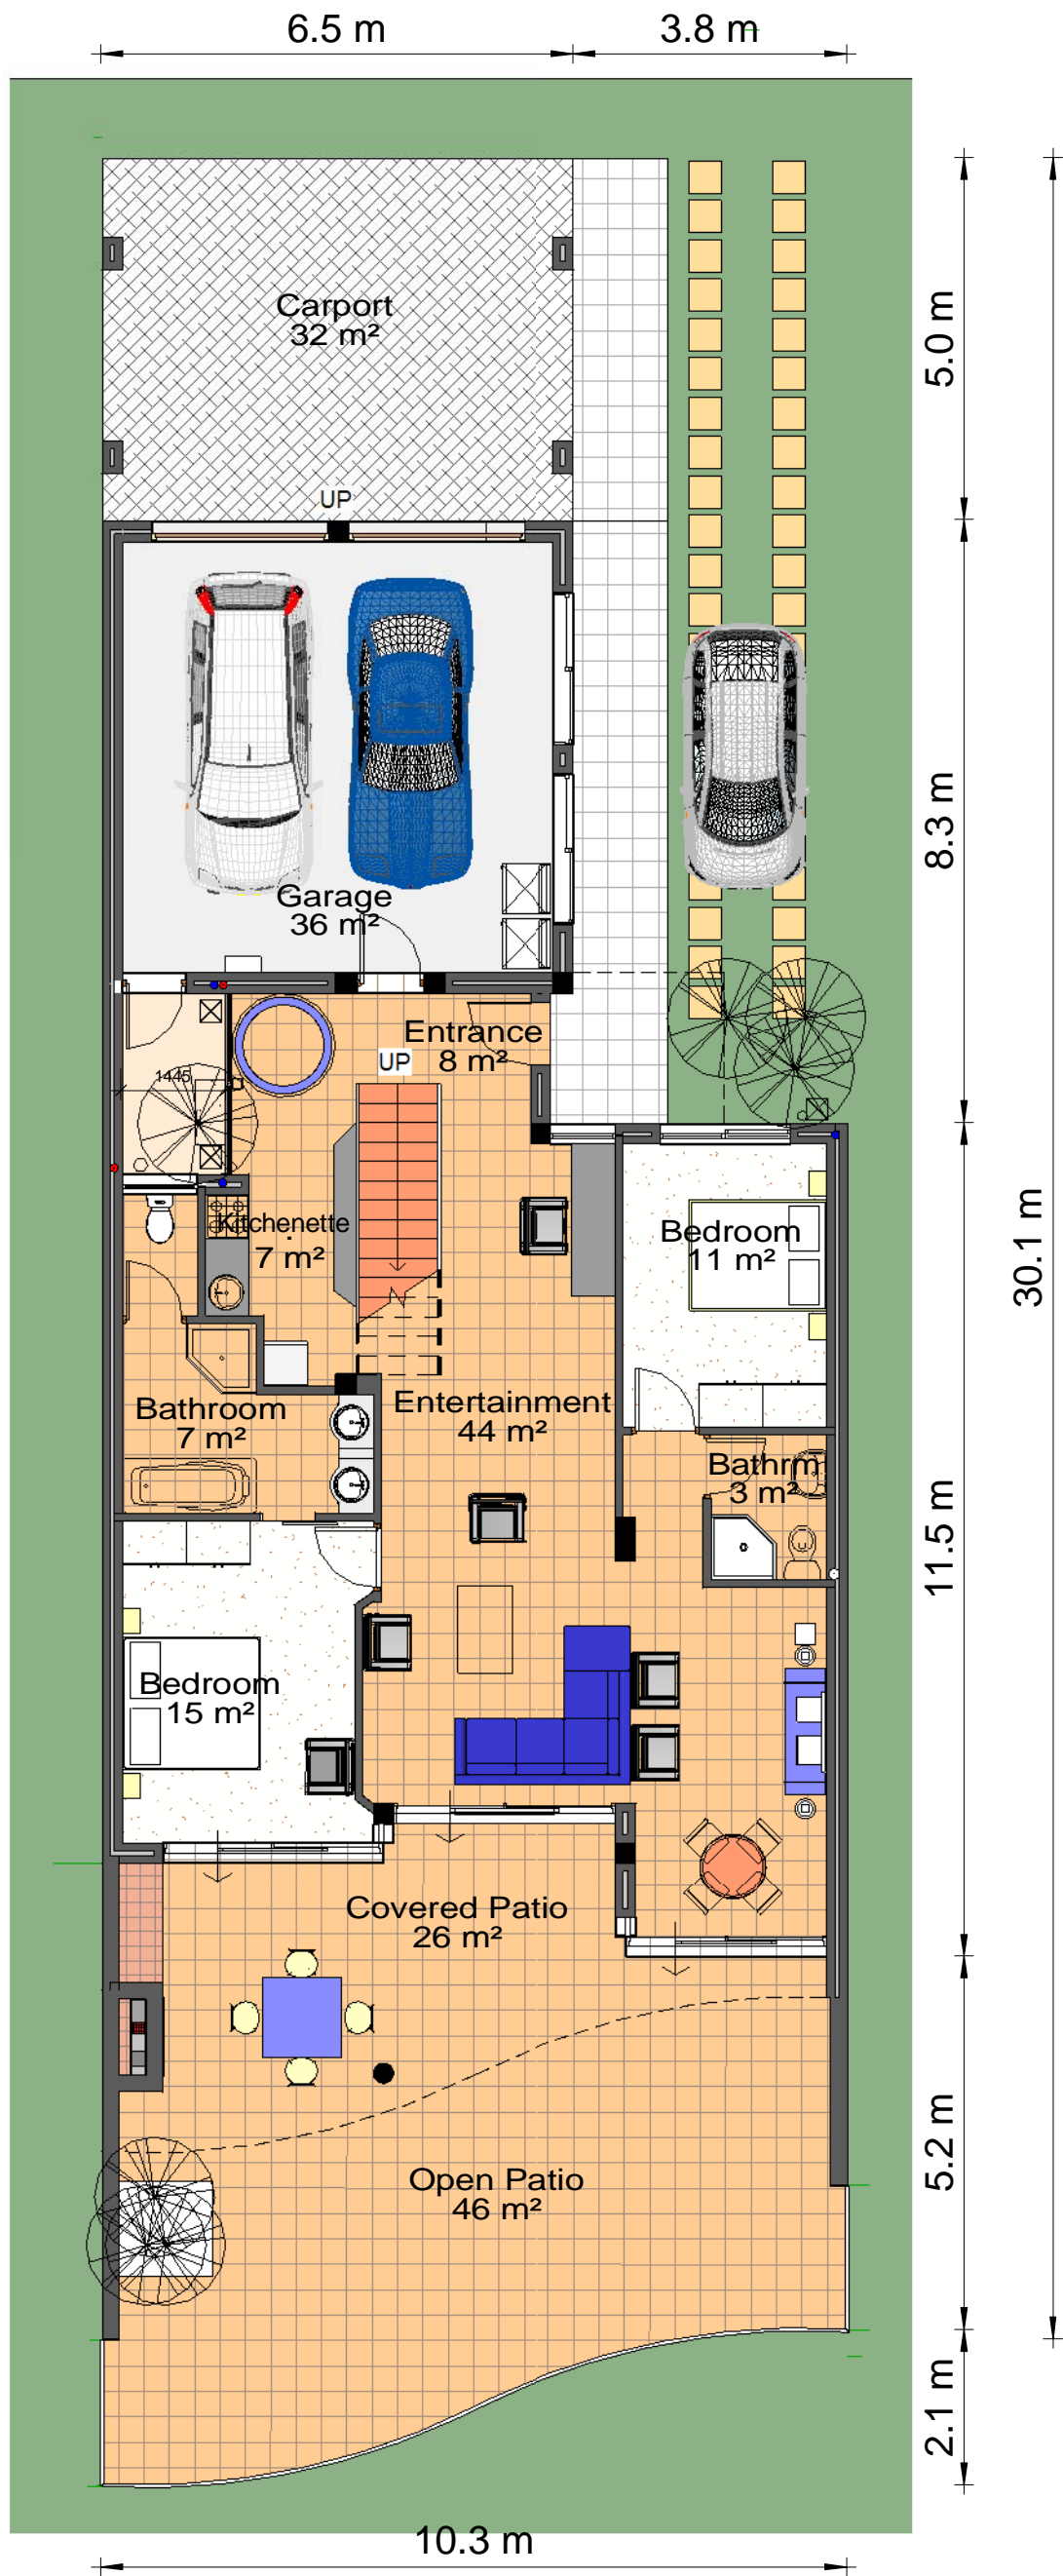 6.5 m
3.8 m
Carport
32 m²
5.0 m
UP
8.3 m
Garage
36 m²
Entrance
8 m²
UP
1445
Kitchenette
7 m²
Bedroom
11 m²
30.1 m
Entertainment
44 m²
Bathroom
7 m²
Bathrm
3 m²
11.5 m
Bedroom
15 m²
Covered Patio
26 m²
5.2 m
Open Patio
46 m²
2.1 m
10.3 m